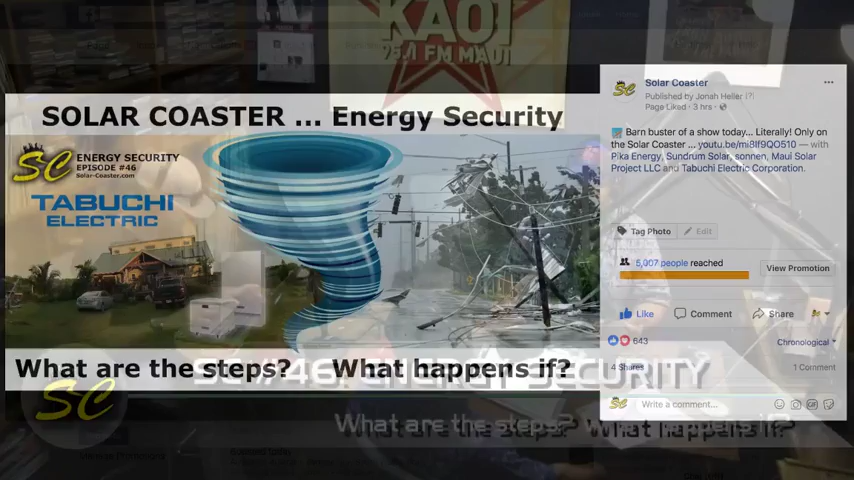 KAOI
95.1 FM MAUI
SOLAR COASTER ... Energy Security
SC ENERGY SECURITY
EPISODE #46
Solar-Coaster.com
TABUCHI
ELECTRIC
What are the steps? What happens if?
Solar Coaster
Published by Jonah Heller [?]
Page Liked · 3 hrs ·
Barn buster of a show today... Literally! Only on
the Solar Coaster ... youtu.be/mi8If9QO510 — with
Pika Energy, Sundrum Solar, sonnen, Maui Solar
Project LLC and Tabuchi Electric Corporation.
Tag Photo Edit
5,007 people reached
View Promotion
Like Comment Share
643
Chronological
4 Shares 1 Comment
Write a comment...
SC #46: ENERGY SECURITY
SC
What are the steps? What happens if?